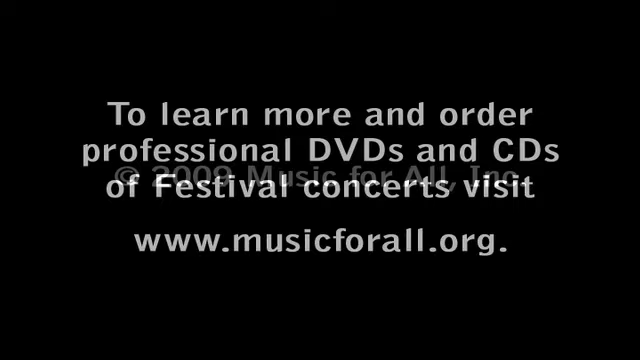 To learn more and order
professional DVDs and CDs
© 2009 Music for All, Inc.
of Festival concerts visit
www.musicforall.org.